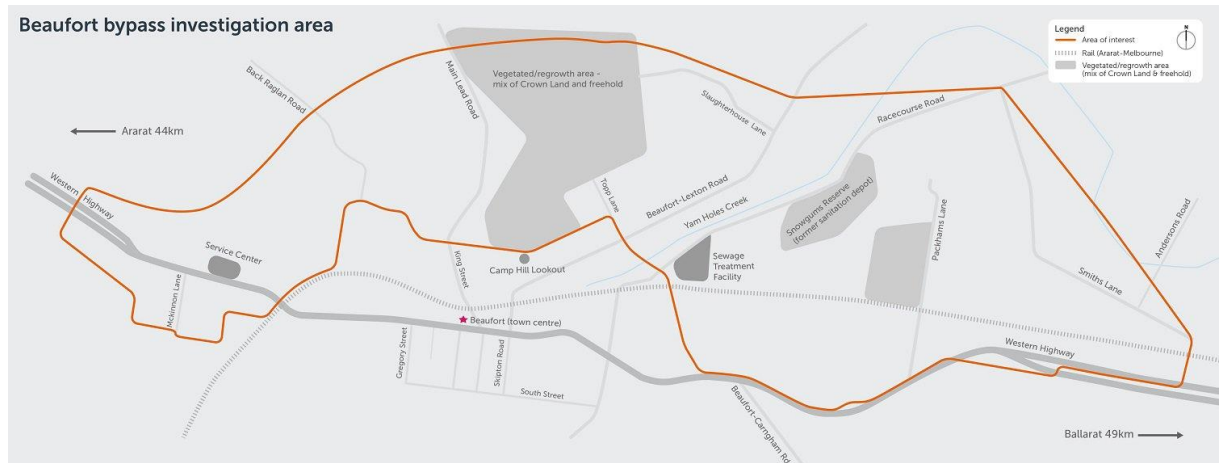 Beaufort bypass investigation area
Legend
N
Area of interest
Rail (Ararat-Melbourne)
Vegetated/regrowth area
(mix of Crown Land & freehold)
Back Raglan Road
Main Lead Road
Vegetated/regrowth area -
mix of Crown Land and freehold
Slaughterhouse Lane
Racecourse Road
Ararat 44km
Western Highway
Topp Lane
Beaufort-Lexton Road
Yam Holes Creek
Snowgums Reserve
(former sanitation depot)
Packhams Lane
Andersons Road
Service Center
King Street
Camp Hill Lookout
Sewage
Treatment
Facility
Smiths Lane
Mckinnon Lane
Beaufort (town centre)
Western Highway
Gregory Street
Skipton Road
South Street
Beaufort-Carngham Rd
Ballarat 49km